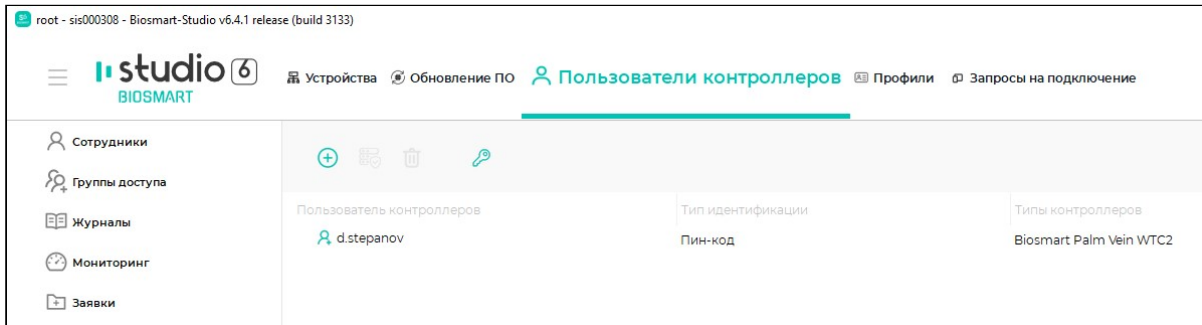 root - sis000308 - Biosmart-Studio v6.4.1 release (build 3133)
studio 6
BIOSMART
Устройства Обновление ПО Пользователи контроллеров Профили Запросы на подключение
Сотрудники
Группы доступа
Журналы
Мониторинг
Заявки
Пользователь контроллеров Тип идентификации Типы контроллеров
d.stepanov Пин-код Biosmart Palm Vein WTC2